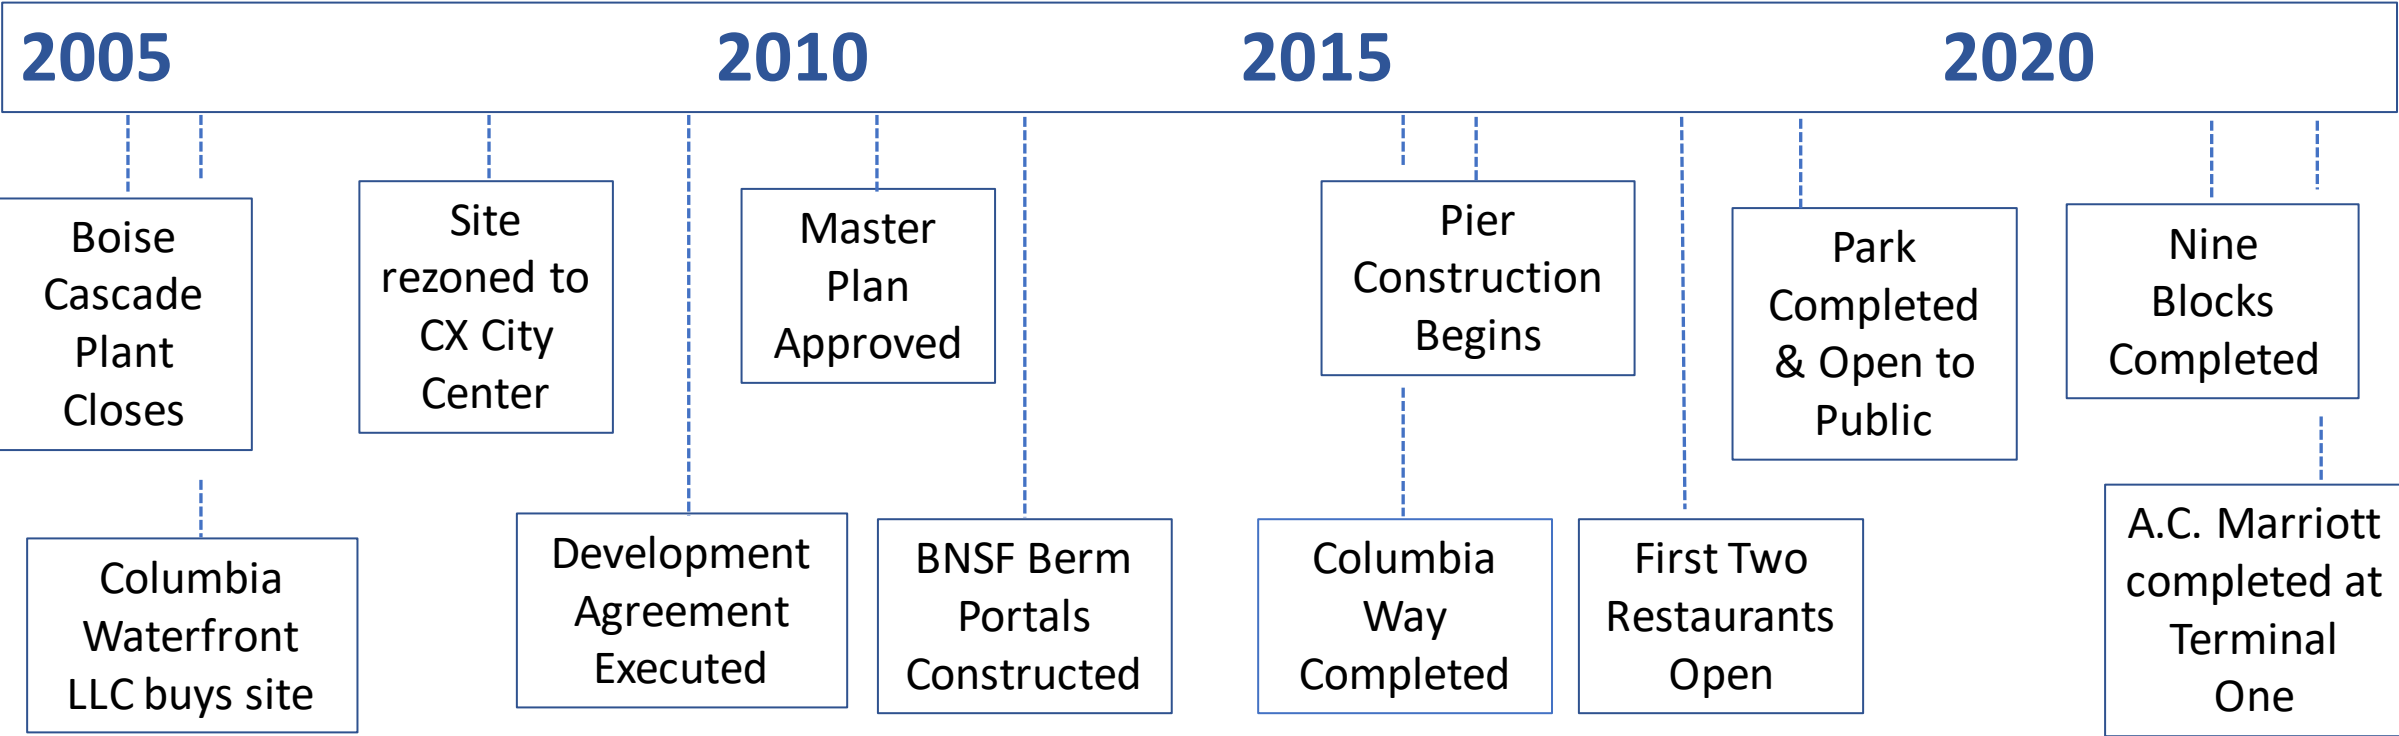 2005 2010 2015 2020
Boise
Cascade
Plant
Closes
Columbia
Waterfront
LLC buys site
Site
rezoned to
CX City
Center
Development
Agreement
Executed
Master
Plan
Approved
BNSF Berm
Portals
Constructed
Pier
Construction
Begins
Columbia
Way
Completed
First Two
Restaurants
Open
Park
Completed
& Open to
Public
Nine
Blocks
Completed
A.C. Marriott
completed at
Terminal
One